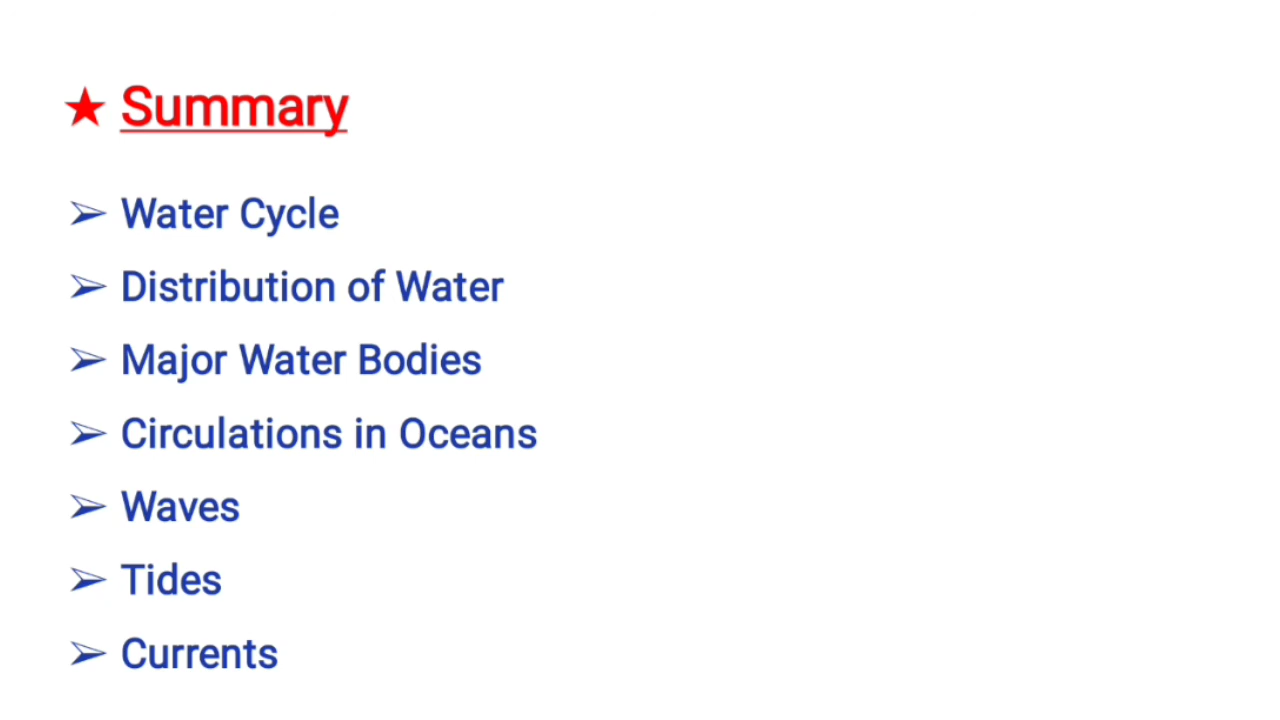 ★ Summary
➢ Water Cycle
➢ Distribution of Water
➢ Major Water Bodies
➢ Circulations in Oceans
➢ Waves
➢ Tides
➢ Currents